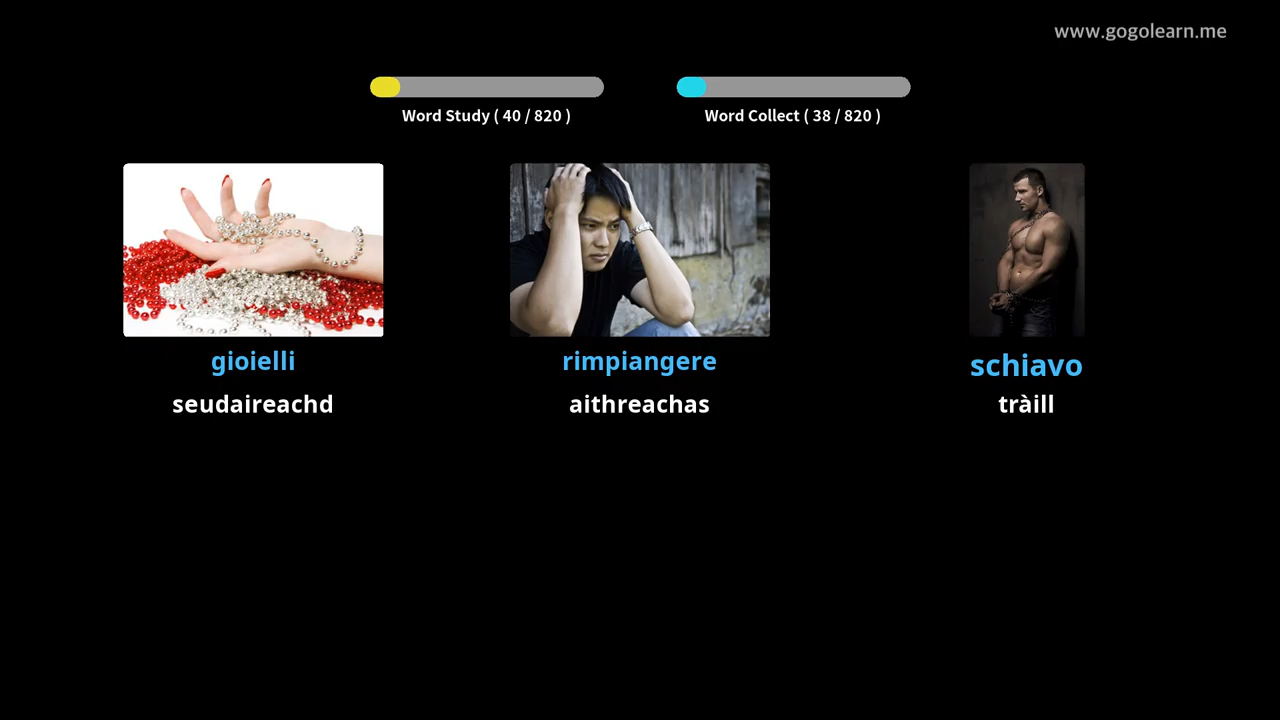 www.gogolearn.me
Word Study ( 40 / 820 )
Word Collect ( 38 / 820 )
gioielli
seudaireachd
rimpiangere
aithreachas
schiavo
tràill